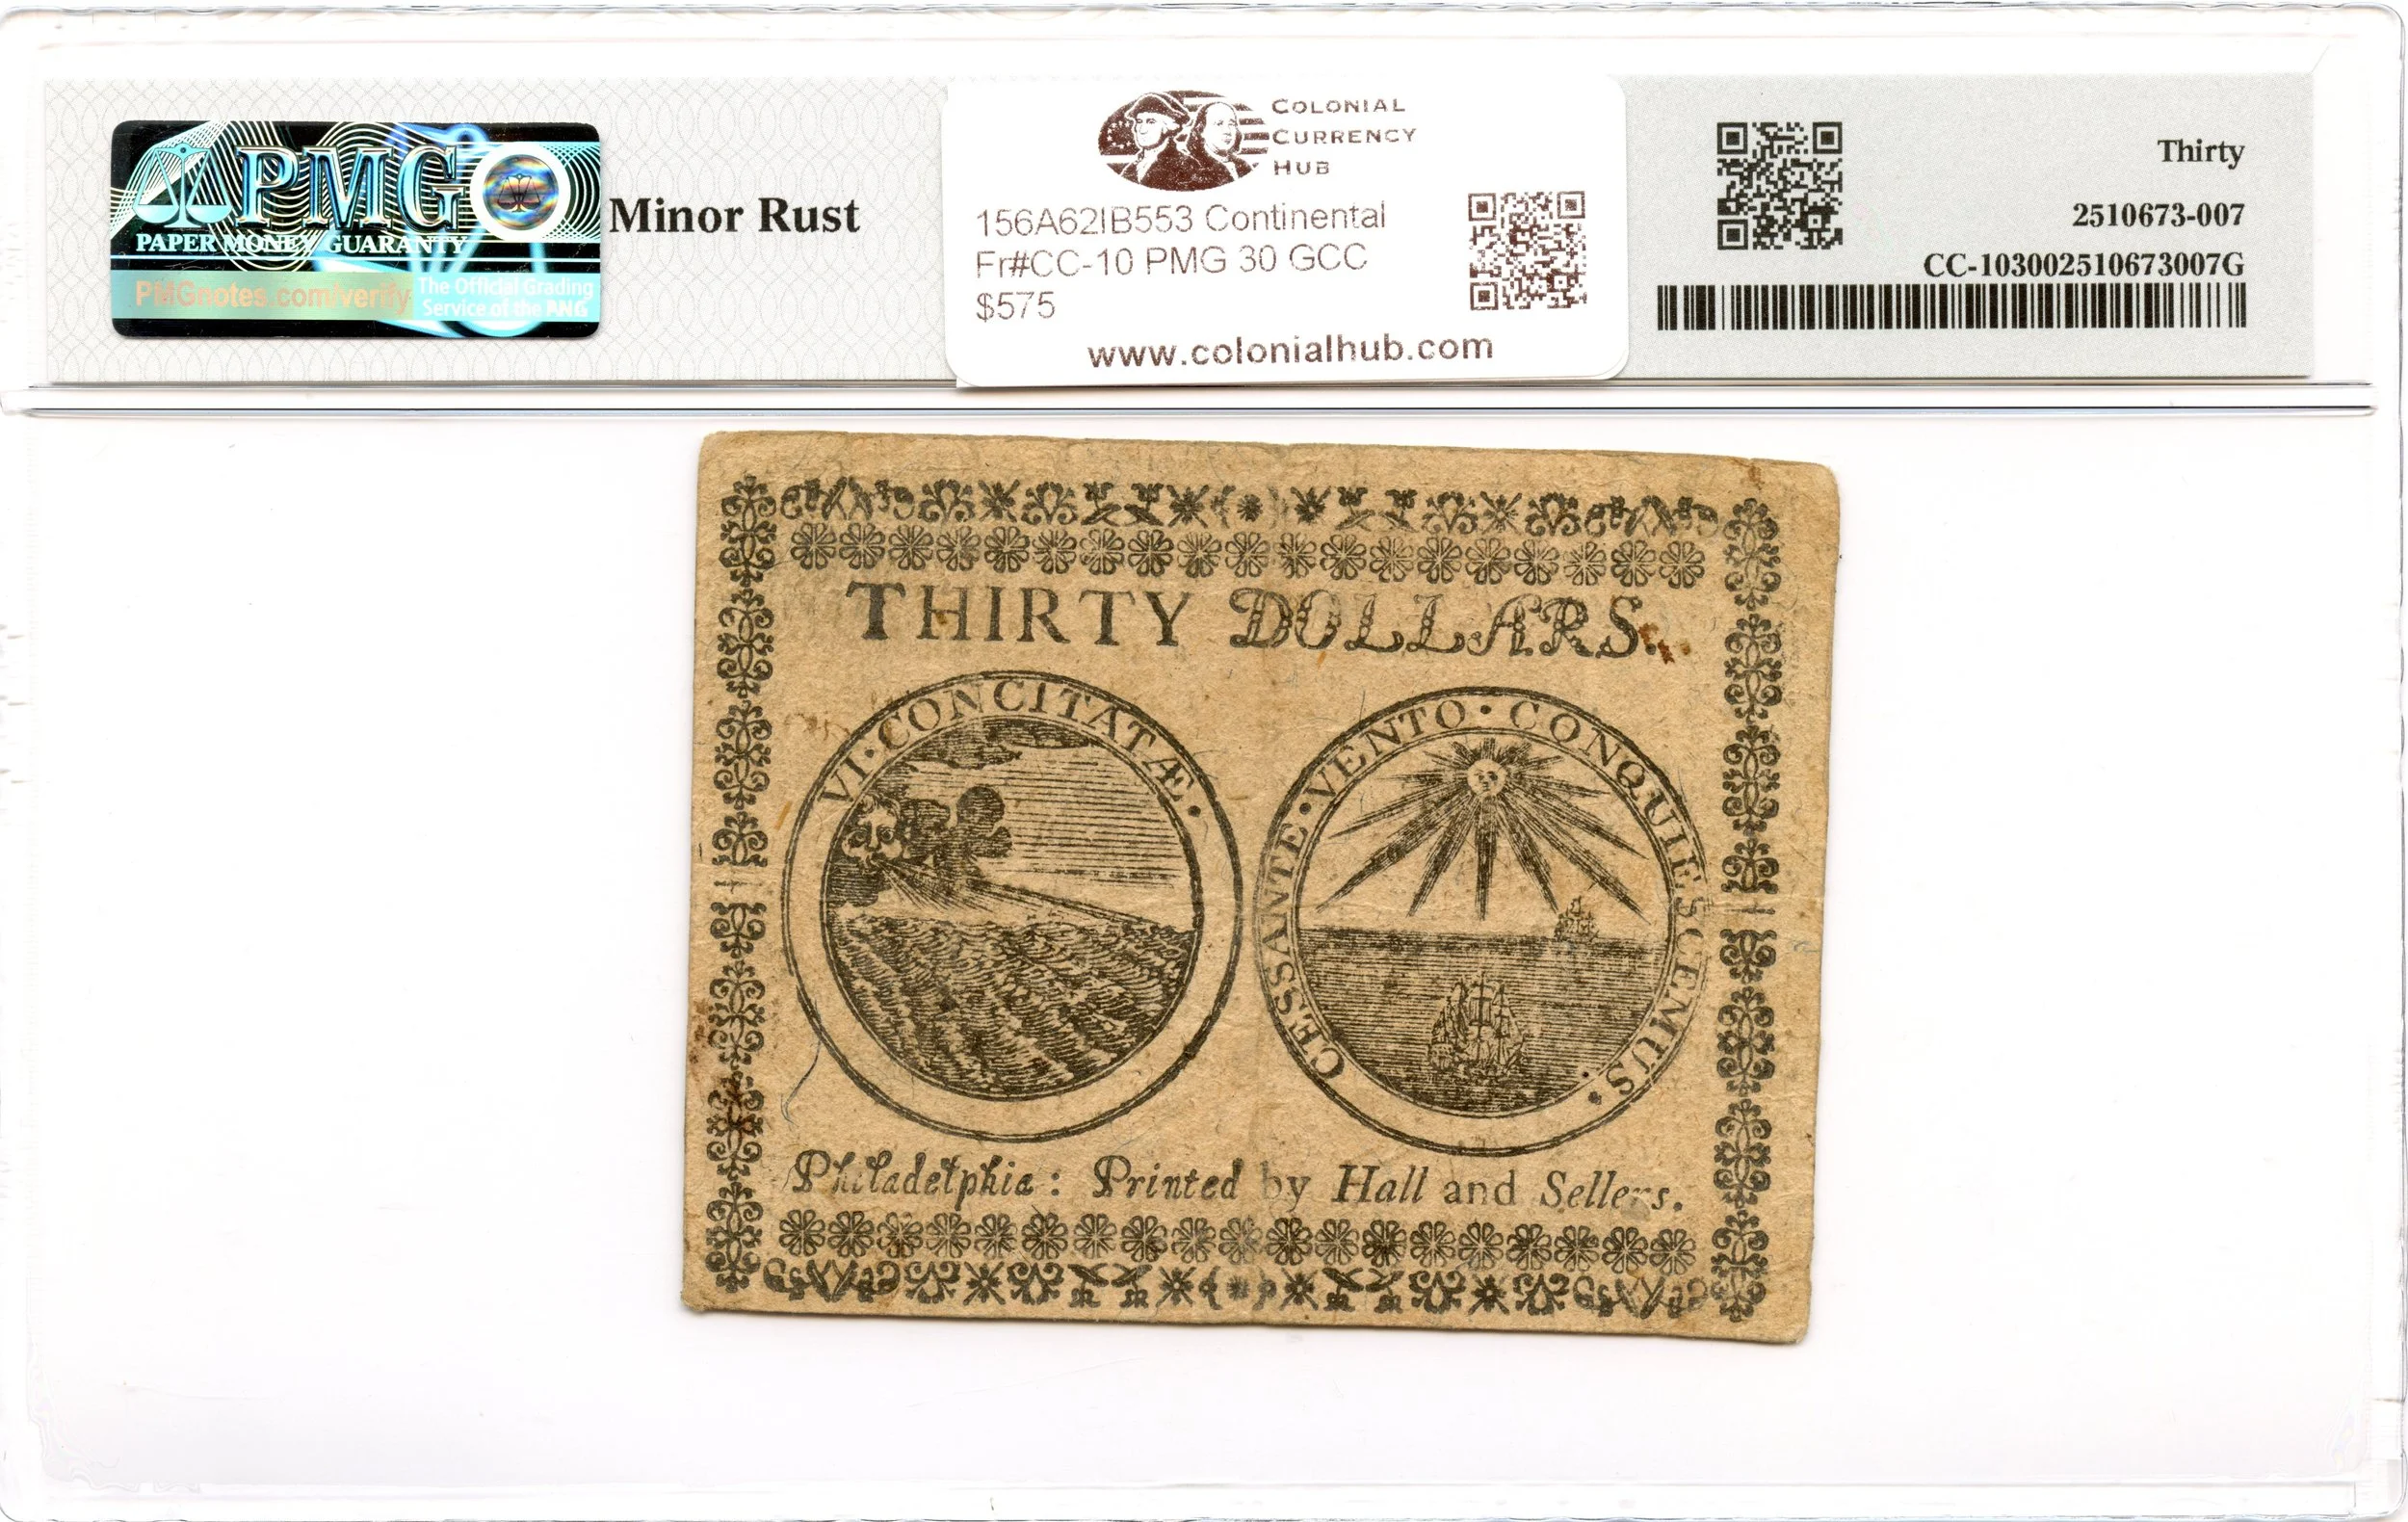 PMG
PAPER MONEY GUARANTY
PMGnotes.com/verify
The Official Grading
Service of the PNG
Minor Rust
COLONIAL
CURRENCY
HUB
156A62IB553 Continental
Fr#CC-10 PMG 30 GCC
$575
www.colonialhub.com
Thirty
2510673-007
CC-103002510673007G
THIRTY DOLLARS.
VI·CONCITATÆ·
CESSANTE·VENTO·CONQUIESCEMUS·
Philadelphia: Printed by Hall and Sellers.